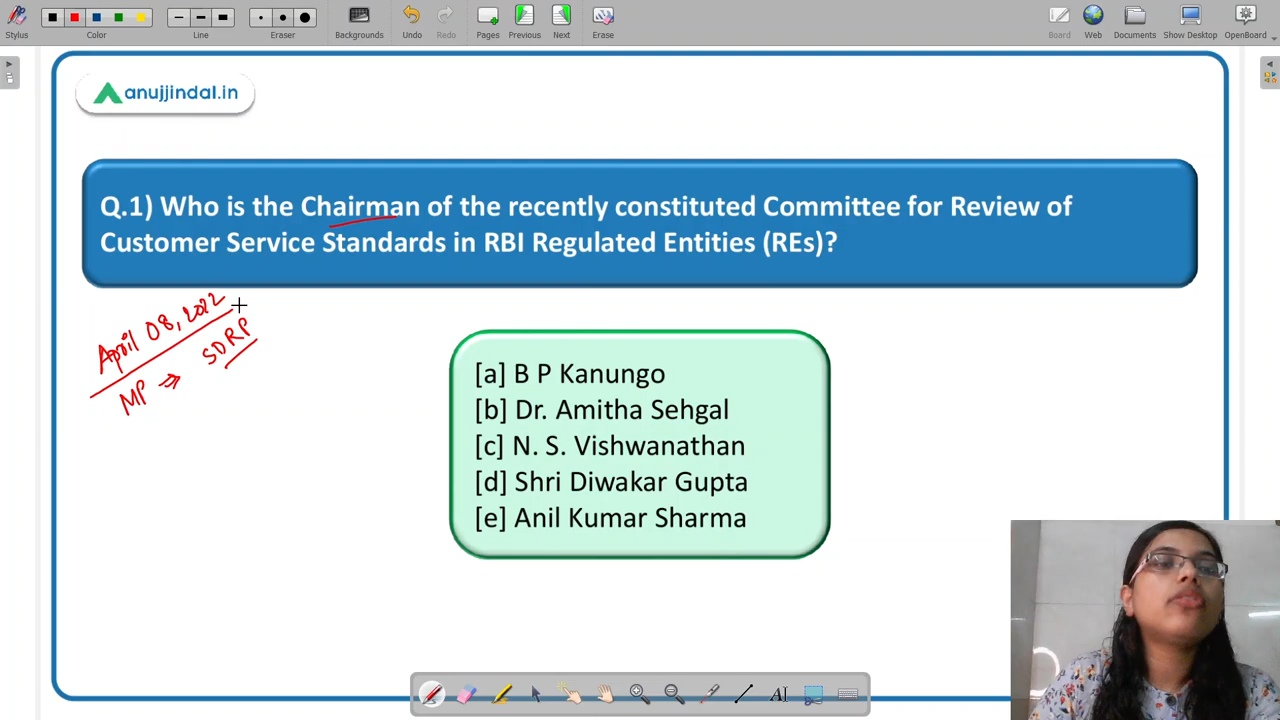 Stylus
Color
Line
Eraser
Backgrounds
Undo
Redo
Pages
Previous
Next
Erase
Board
Web
Documents
Show Desktop
OpenBoard
anujjindal.in
Q.1) Who is the Chairman of the recently constituted Committee for Review of
Customer Service Standards in RBI Regulated Entities (REs)?
April 08, 2022
MP ⇒ SDRP
[a] B P Kanungo
[b] Dr. Amitha Sehgal
[c] N. S. Vishwanathan
[d] Shri Diwakar Gupta
[e] Anil Kumar Sharma